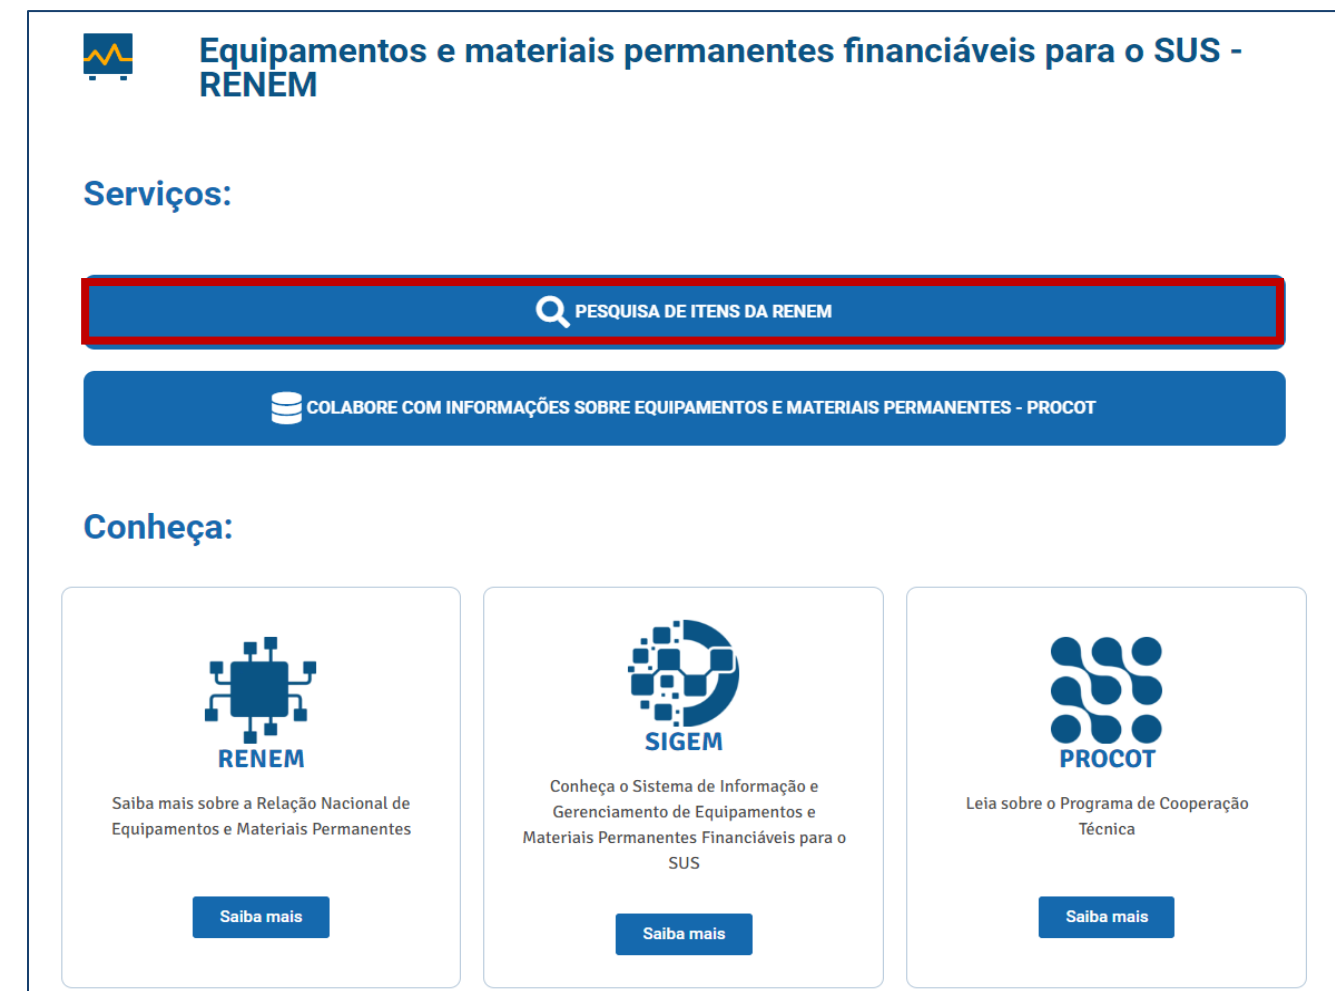 Equipamentos e materiais permanentes financiáveis para o SUS -
RENEM
Serviços:
PESQUISA DE ITENS DA RENEM
COLABORE COM INFORMAÇÕES SOBRE EQUIPAMENTOS E MATERIAIS PERMANENTES - PROCOT
Conheça:
RENEM
Saiba mais sobre a Relação Nacional de
Equipamentos e Materiais Permanentes
Saiba mais
SIGEM
Conheça o Sistema de Informação e
Gerenciamento de Equipamentos e
Materiais Permanentes Financiáveis para o
SUS
Saiba mais
PROCOT
Leia sobre o Programa de Cooperação
Técnica
Saiba mais